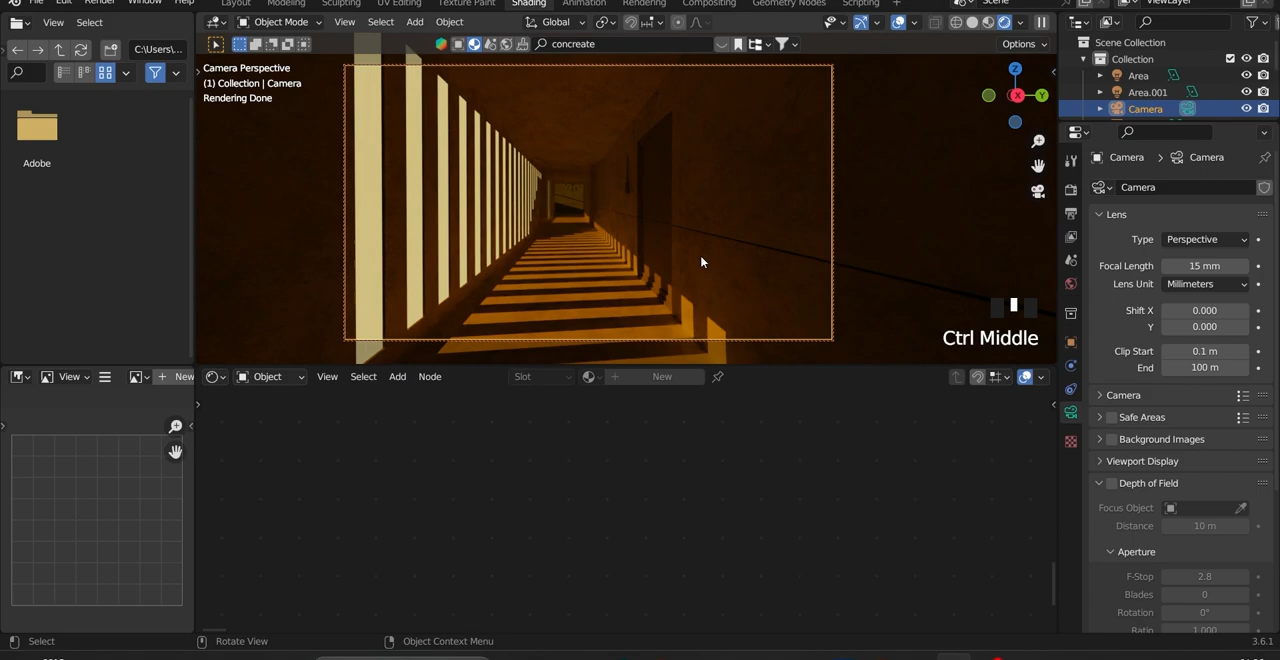 File Edit Render Window Help Layout Modeling Sculpting UV Editing Texture Paint Shading Animation Rendering Compositing Geometry Nodes Scripting + Scene ViewLayer
View Select
Object Mode View Select Add Object Global
C:\Users\...
concreate
Options
Camera Perspective
(1) Collection | Camera
Rendering Done
Z
X
Y
Adobe
Ctrl Middle
Scene Collection
Collection
Area
Area.001
Camera
Camera > Camera
Camera
Lens
Type Perspective
Focal Length 15 mm
Lens Unit Millimeters
Shift X 0.000
Y 0.000
Clip Start 0.1 m
End 100 m
Camera
Safe Areas
Background Images
Viewport Display
Depth of Field
Focus Object
Distance 10 m
Aperture
F-Stop 2.8
Blades 0
Rotation 0°
Ratio 1.000
View + New
Object View Select Add Node Slot + New
Select
Rotate View
Object Context Menu
3.6.1